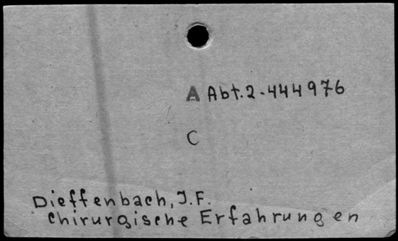 A Abt. 2-444976
C
Dieffenbach, J.F.
Chirurgische Erfahrungen